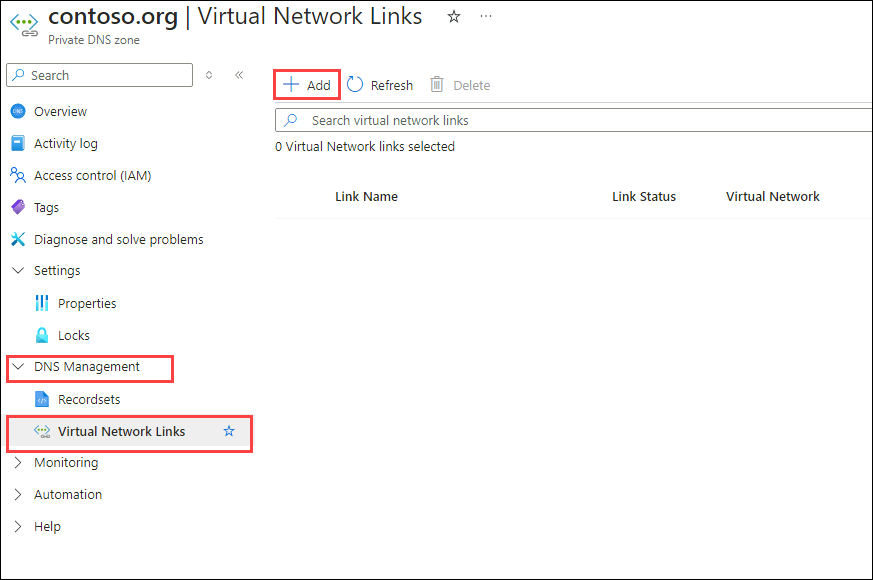 contoso.org | Virtual Network Links
Private DNS zone
Search
Add Refresh Delete
Overview
Activity log
Access control (IAM)
Tags
Diagnose and solve problems
Settings
Properties
Locks
DNS Management
Recordsets
Virtual Network Links
Monitoring
Automation
Help
Search virtual network links
0 Virtual Network links selected
Link Name Link Status Virtual Network